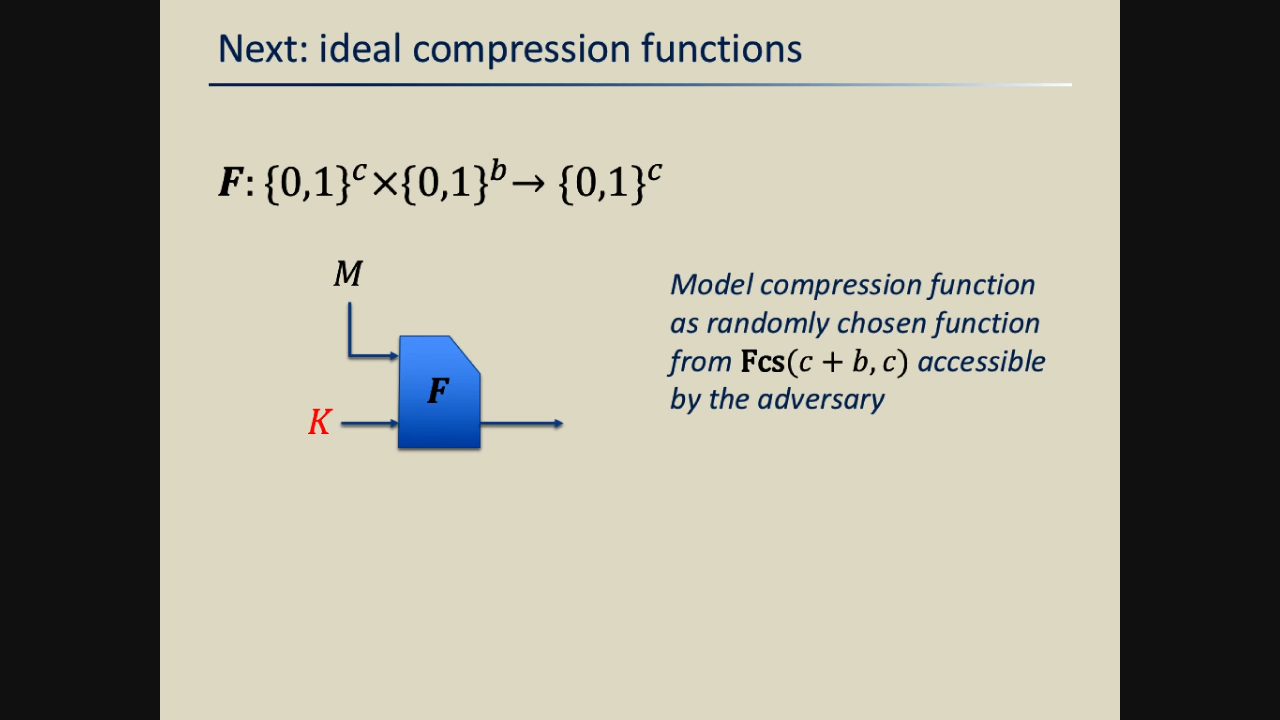 Next: ideal compression functions
F: {0,1}ᶜ×{0,1}ᵇ→ {0,1}ᶜ
M
Model compression function
as randomly chosen function
from Fcs(c + b, c) accessible
by the adversary
F
K